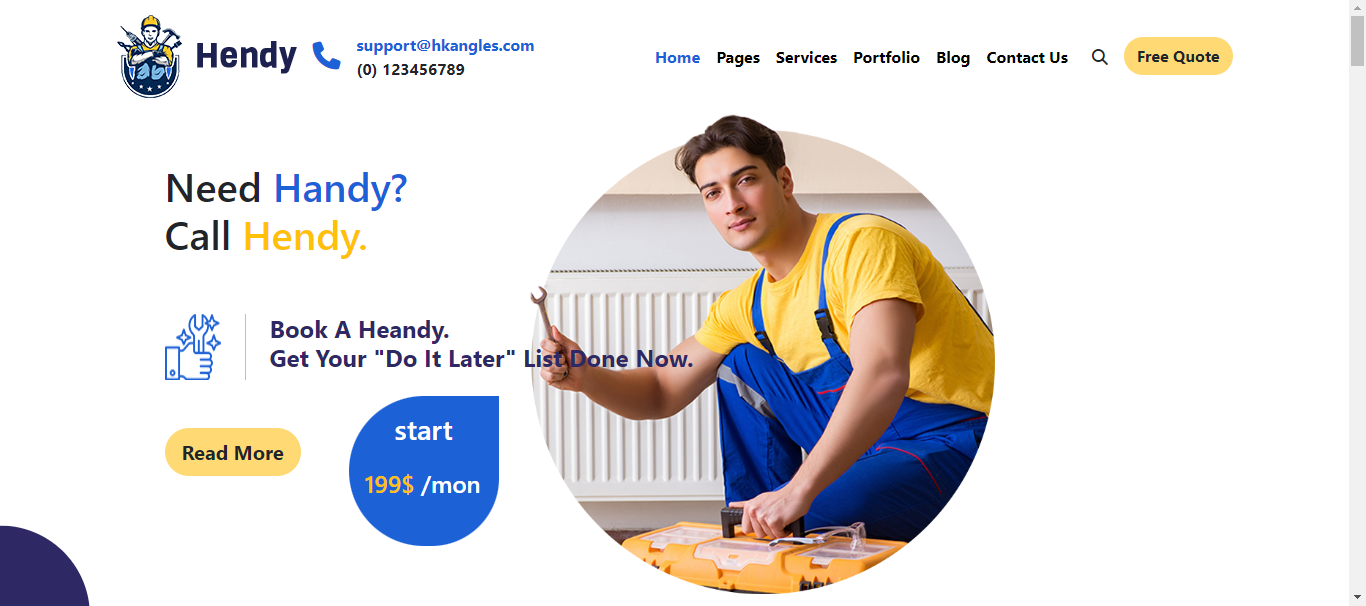 Hendy
support@hkangles.com
(0) 123456789
Home Pages Services Portfolio Blog Contact Us Free Quote
Need Handy?
Call Hendy.
Book A Heandy.
Get Your "Do It Later" List Done Now.
Read More
start
199$ /mon